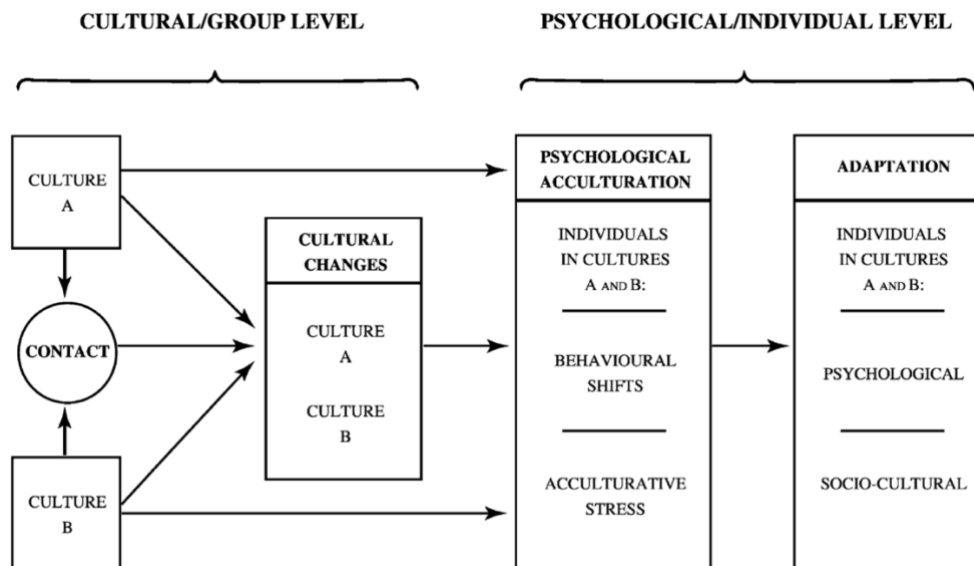 CULTURAL/GROUP LEVEL
PSYCHOLOGICAL/INDIVIDUAL LEVEL
CULTURE
A
CONTACT
CULTURE
B
CULTURAL
CHANGES
CULTURE
A
CULTURE
B
PSYCHOLOGICAL
ACCULTURATION
INDIVIDUALS
IN CULTURES
A AND B:
BEHAVIOURAL
SHIFTS
ACCULTURATIVE
STRESS
ADAPTATION
INDIVIDUALS
IN CULTURES
A AND B:
PSYCHOLOGICAL
SOCIO-CULTURAL